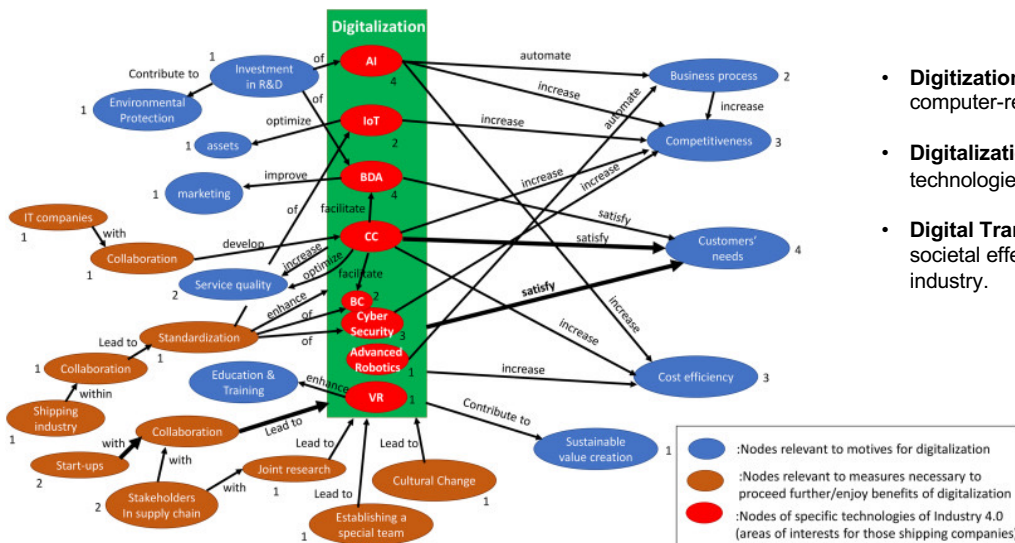 Digitalization
1
Investment
in R&D
of
AI
4
automate
Business process
2
Contribute to
of
increase
increase
1
Environmental
Protection
optimize
IoT
2
increase
Competitiveness
3
1
assets
automate
improve
BDA
4
1
marketing
increase
increase
facilitate
of
satisfy
IT companies
1
with
Collaboration
1
develop
CC
satisfy
Customers'
needs
4
increase
optimize
facilitate
Service quality
2
enhance
satisfy
2
BC
of
Cyber
Security
3
Standardization
1
of
increase
increase
Lead to
Advanced
Robotics
1
1
Collaboration
increase
Cost efficiency
3
Education &
Training
1
enhance
VR
1
within
Shipping
industry
1
Contribute to
Collaboration
Lead to
with
Start-ups
2
with
Lead to
Lead to
Sustainable
value creation
1
Joint research
1
with
Stakeholders
In supply chain
2
Cultural Change
1
Lead to
Establishing a
special team
1
:Nodes relevant to motives for digitalization
:Nodes relevant to measures necessary to
proceed further/enjoy benefits of digitalization
:Nodes of specific technologies of Industry 4.0
(areas of interests for those shipping companies)
• Digitization
computer-re
• Digitalizati
technologie
• Digital Tran
societal effe
industry.